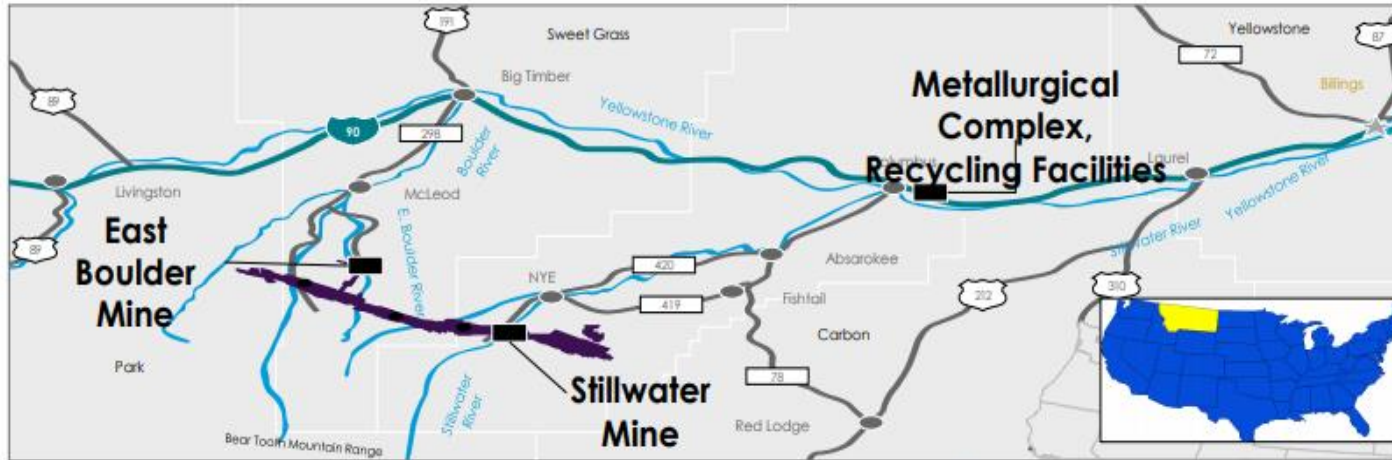 191
Sweet Grass
Yellowstone
87
72
Big Timber
Billings
89
Yellowstone River
Metallurgical
Complex,
Recycling Facilities
90
298
Boulder
River
Columbus
Laurel
Livingston
McLeod
Yellowstone River
Stillwater River
89
East
Boulder
Mine
E. Boulder River
NYE
420
Absarokee
419
Fishtail
212
310
Carbon
Park
Stillwater
River
Stillwater
Mine
78
Red Lodge
Bear Tooth Mountain Range